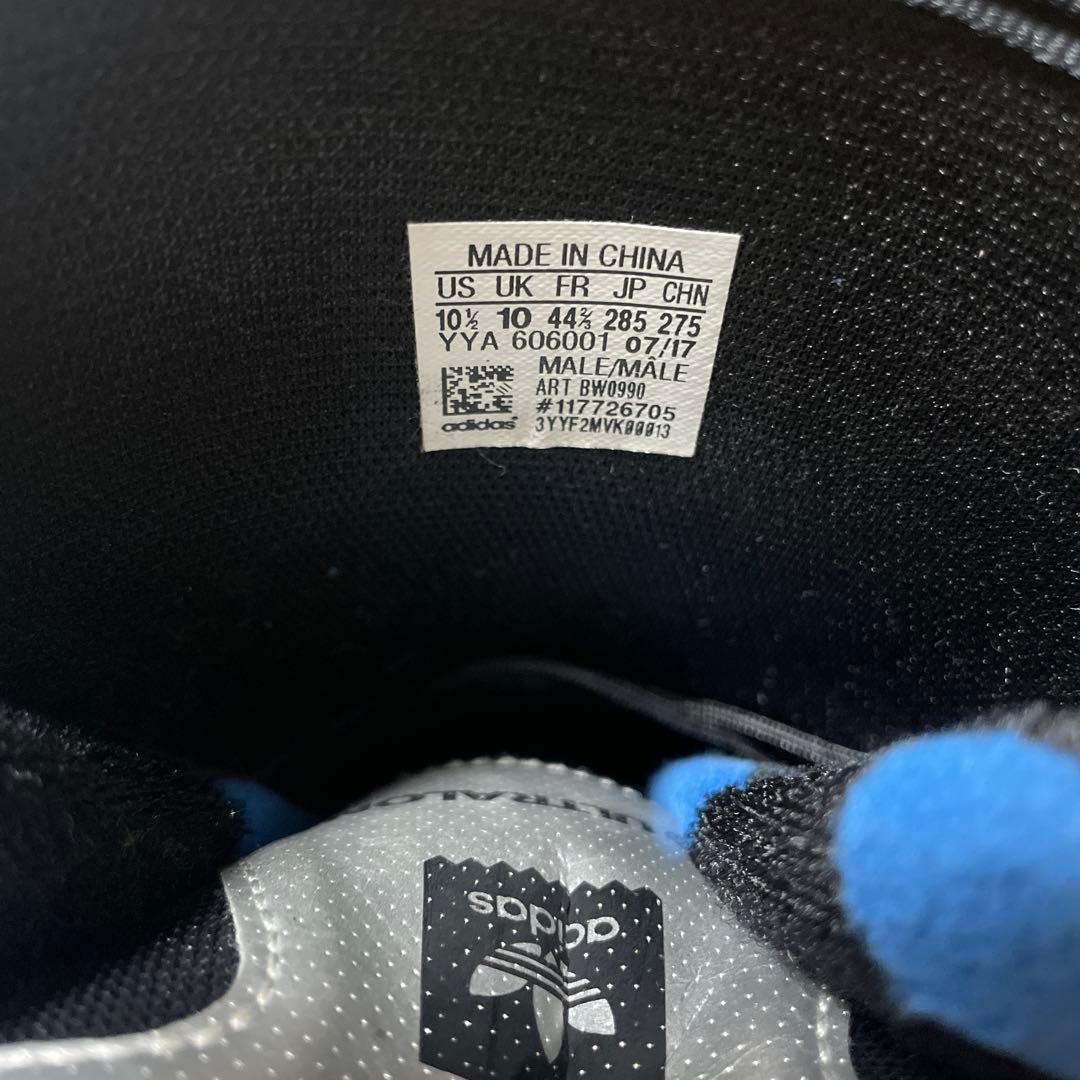 MADE IN CHINA
US UK FR JP CHN
10½ 10 44⅔ 285 275
YYA 606001 07/17
MALE/MÂLE
ART BW0990
#117726705
adidas
3YYF2MVK00013
adidas